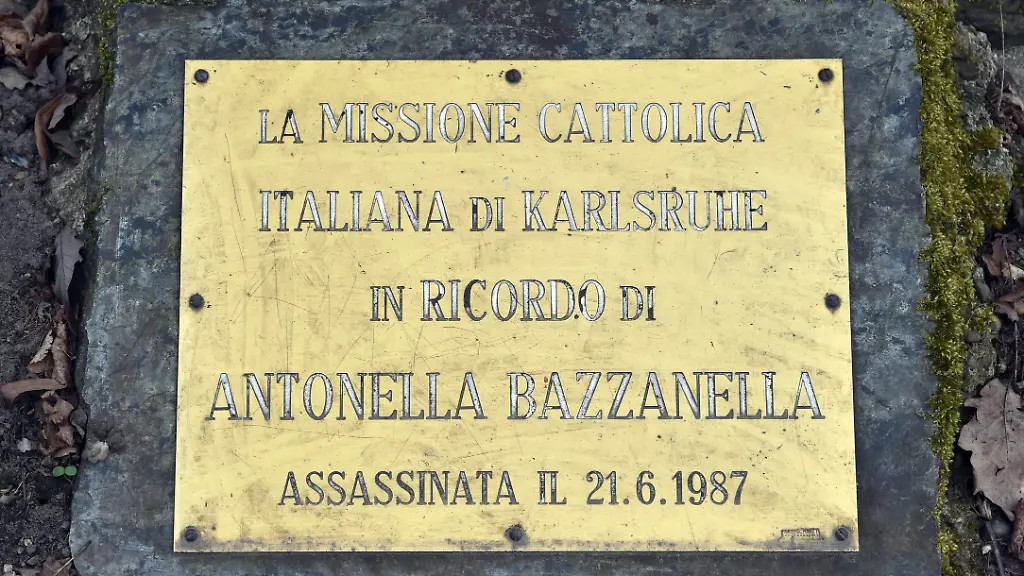 LA MISSIONE CATTOLICA
ITALIANA DI KARLSRUHE
IN RICORDO DI
ANTONELLA BAZZANELLA
ASSASSINATA IL 21.6.1987